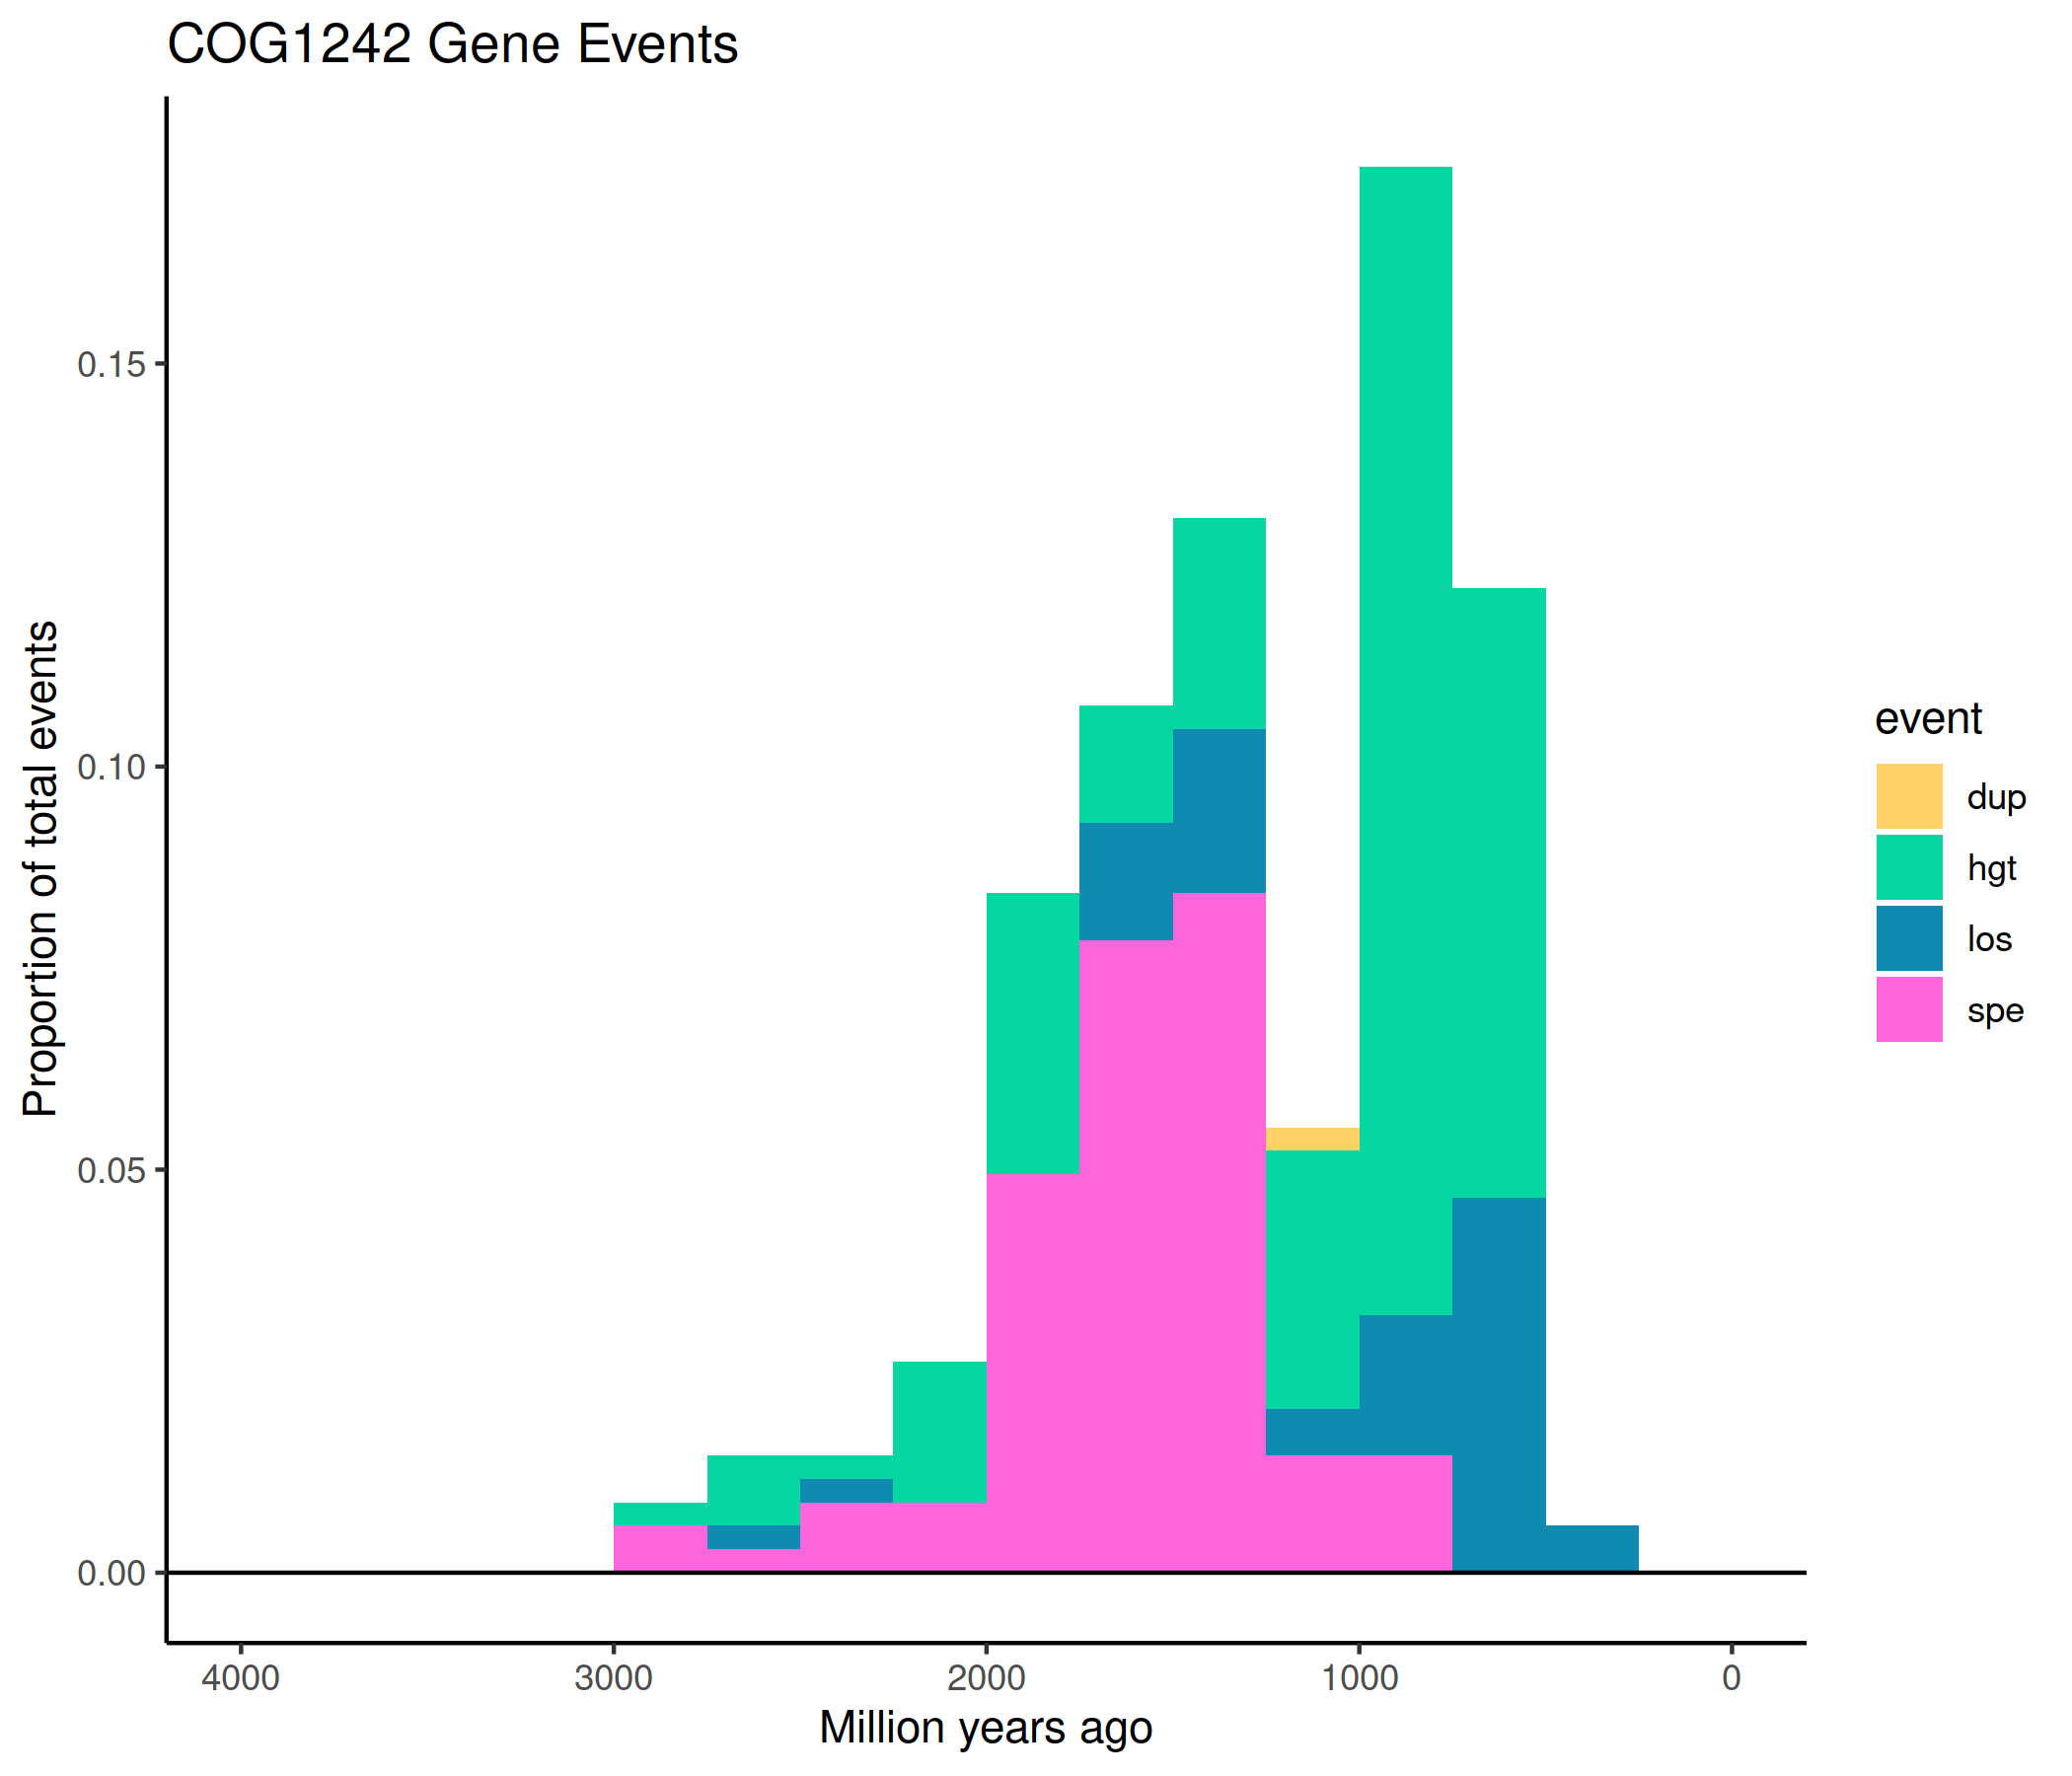 COG1242 Gene Events
Proportion of total events
0.15
0.10
0.05
0.00
4000 3000 2000 1000 0
Million years ago
event
dup
hgt
los
spe